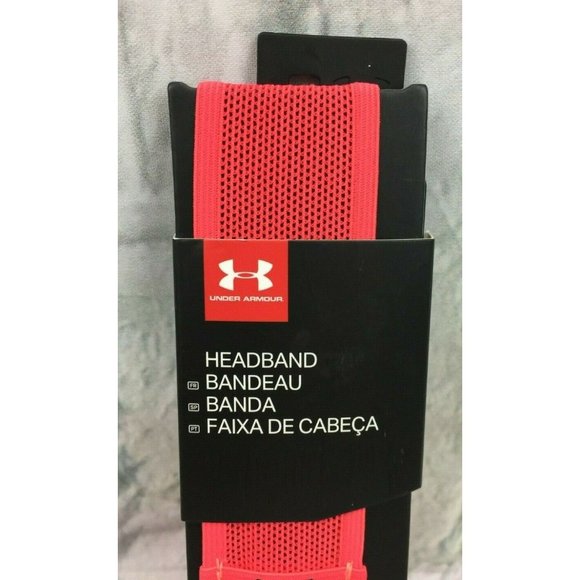 UNDER ARMOUR.
HEADBAND
FR BANDEAU
SP BANDA
PT FAIXA DE CABEÇA